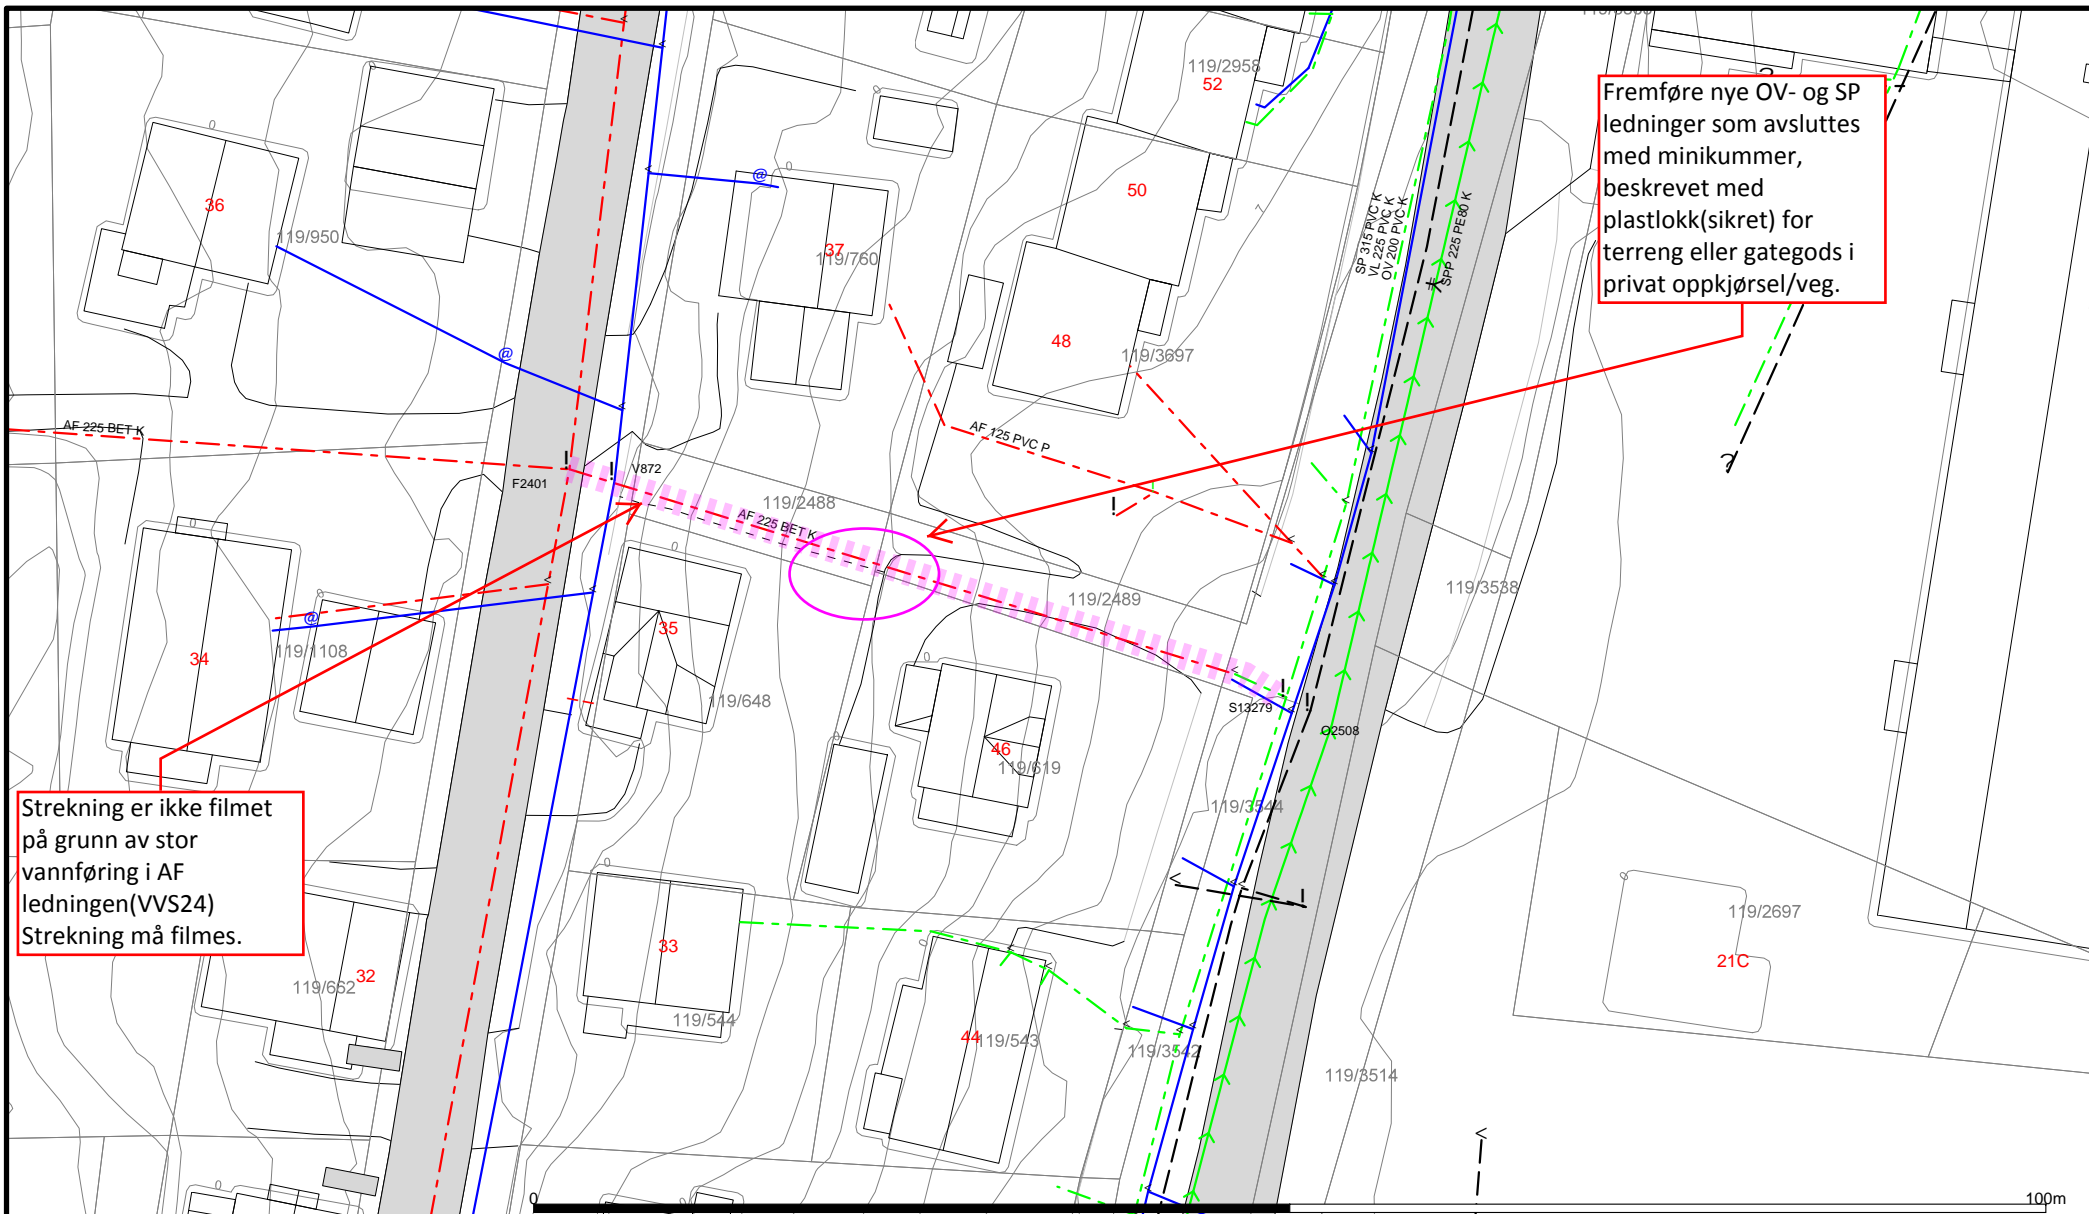 119/2958
52
Fremføre nye OV- og SP
ledninger som avsluttes
med minikummer,
beskrevet med
plastlokk(sikret) for
terreng eller gategods i
privat oppkjørsel/veg.
36
119/950
37
119/760
50
48
119/3697
SP 315 PVC K
VL 225 PVC K
OV 200 PVC K
SPP 225 PE80 K
AF 225 BET K
F2401
V872
119/2488
AF 225 BET K
AF 125 PVC P
119/2489
119/3538
34
119/1108
35
119/648
46
119/619
S13279
O2508
119/3544
Strekning er ikke filmet
på grunn av stor
vannføring i AF
ledningen(VVS24)
Strekning må filmes.
32
119/662
33
119/544
44
119/543
119/3542
119/3514
119/2697
21C
0
100m